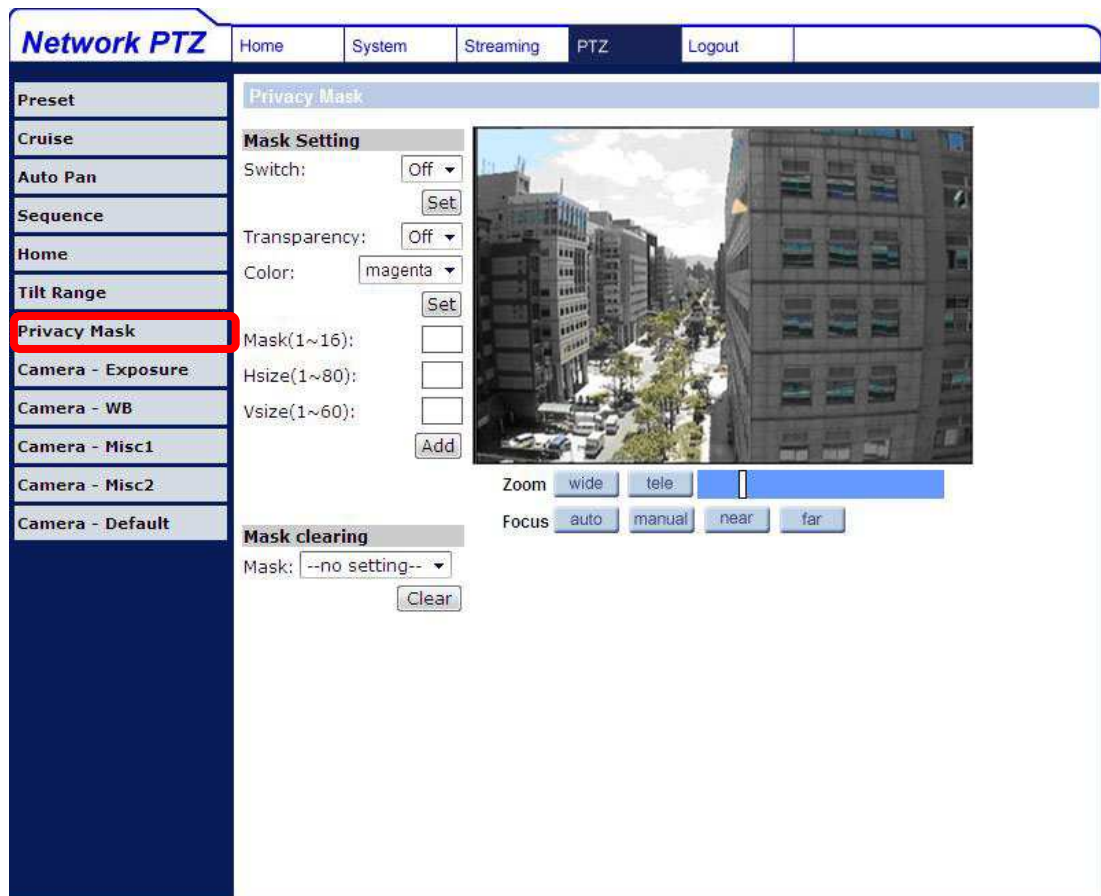 Network PTZ
Home System Streaming PTZ Logout
Preset
Cruise
Auto Pan
Sequence
Home
Tilt Range
Privacy Mask
Camera - Exposure
Camera - WB
Camera - Misc1
Camera - Misc2
Camera - Default
Privacy Mask
Mask Setting
Switch: Off
Set
Transparency: Off
Color: magenta
Set
Mask(1~16):
Hsize(1~80):
Vsize(1~60):
Add
Zoom wide tele
Focus auto manual near far
Mask clearing
Mask: --no setting--
Clear